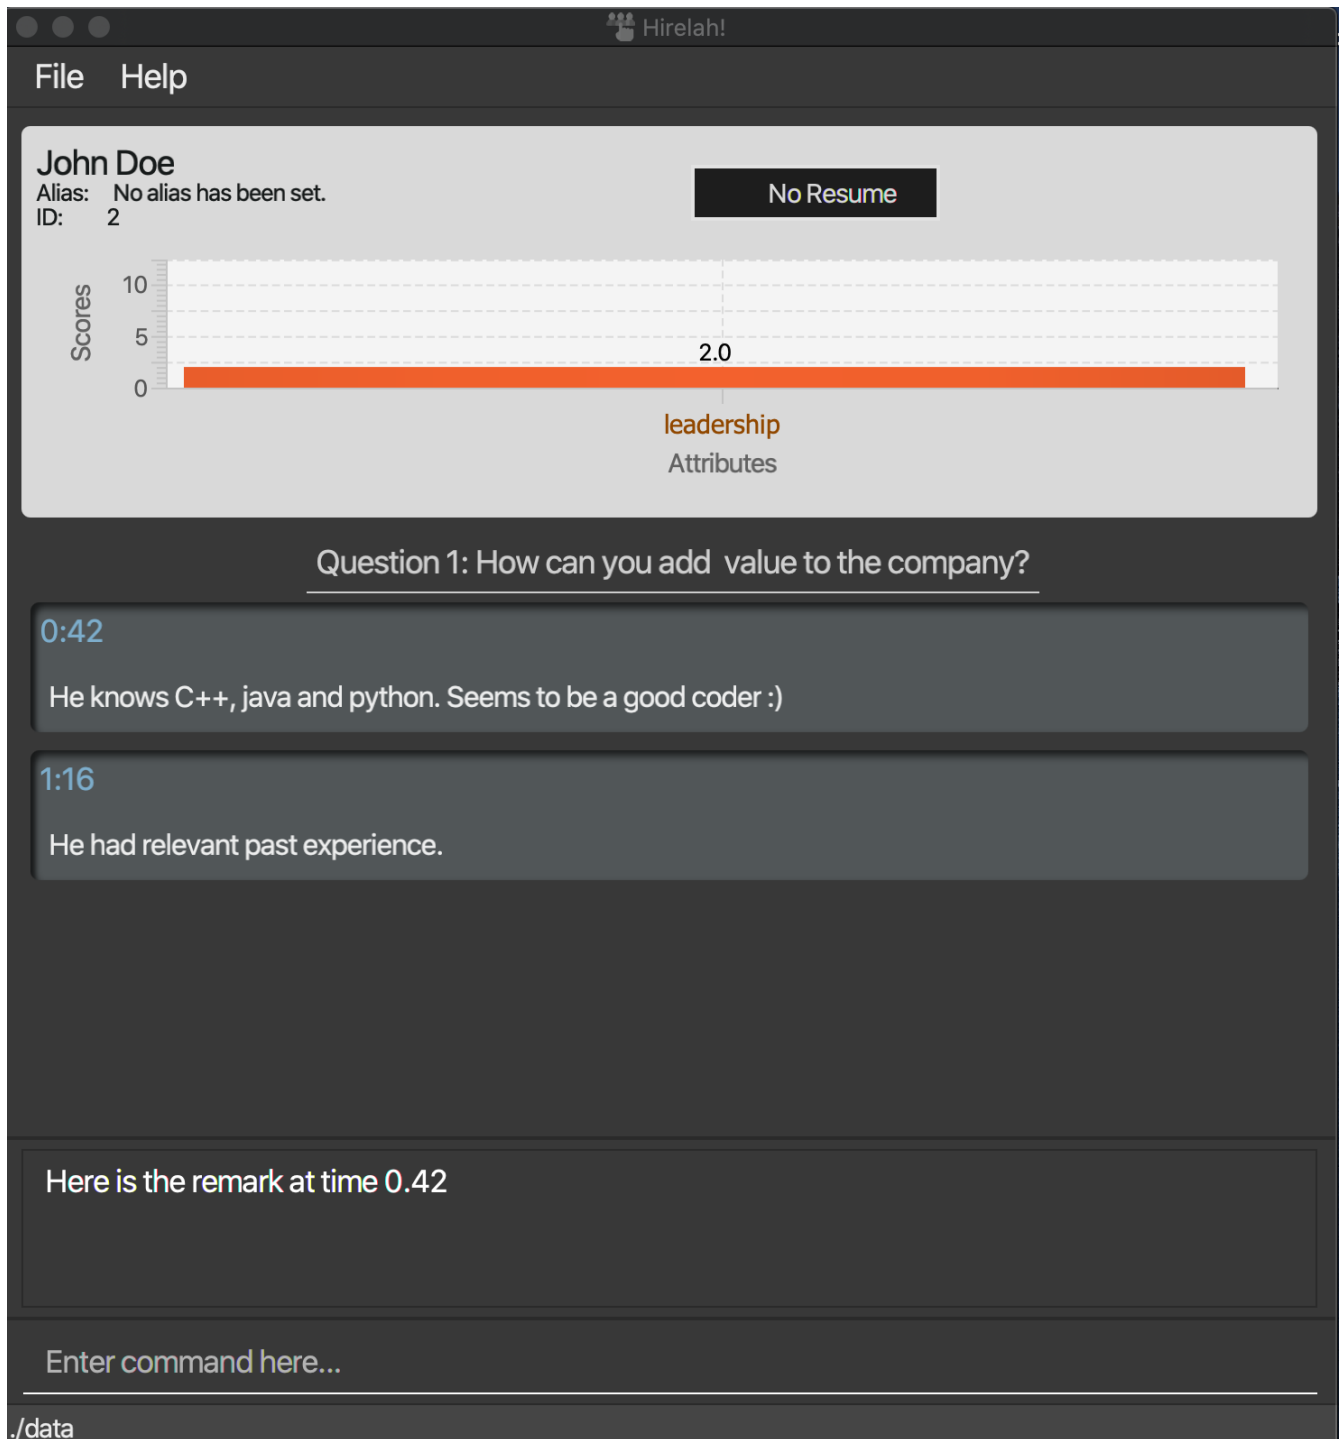 Hirelah!
File Help
John Doe
Alias: No alias has been set.
ID: 2
No Resume
Scores
10
5
0
2.0
leadership
Attributes
Question 1: How can you add  value to the company?
0:42
He knows C++, java and python. Seems to be a good coder :)
1:16
He had relevant past experience.
Here is the remark at time 0.42
Enter command here...
./data